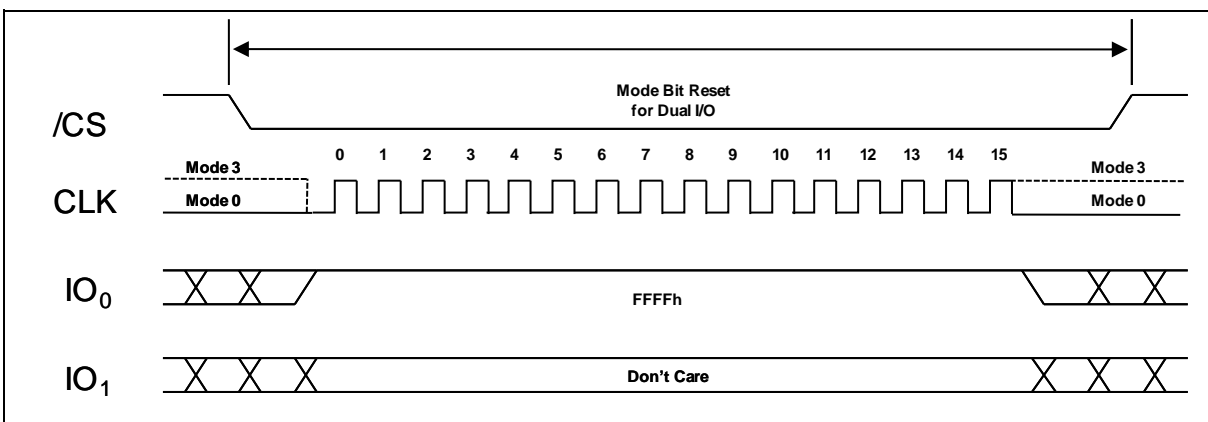 Mode Bit Reset
for Dual I/O
/CS
0 1 2 3 4 5 6 7 8 9 10 11 12 13 14 15
Mode 3 Mode 3
CLK Mode 0 Mode 0
IO₀ FFFFh
IO₁ Don't Care